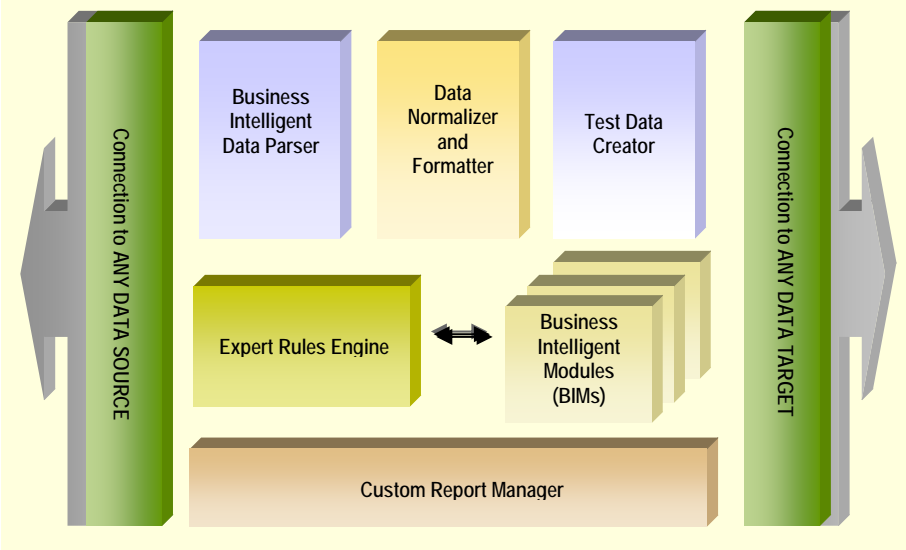 Connection to ANY DATA SOURCE
Business
Intelligent
Data Parser
Data
Normalizer
and
Formatter
Test Data
Creator
Connection to ANY DATA TARGET
Expert Rules Engine
Business
Intelligent
Modules
(BIMs)
Custom Report Manager